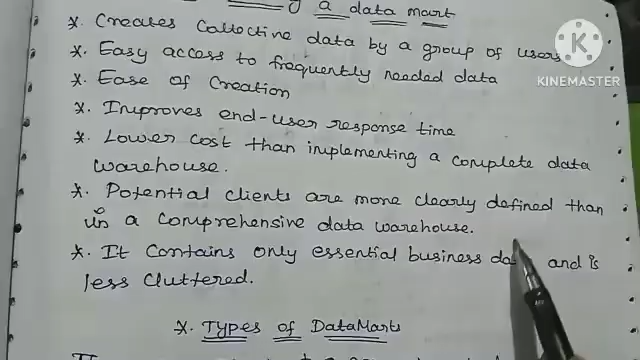 a data mart
*. Creates Collective data by a group of users
*. Easy access to frequently needed data
*. Ease of Creation
*. Improves end-user response time
*. Lower cost than implementing a complete data
warehouse.
*. Potential clients are more clearly defined than
in a comprehensive data warehouse.
*. It contains only essential business and is
less cluttered.
*. Types of DataMarts
KINEMASTER